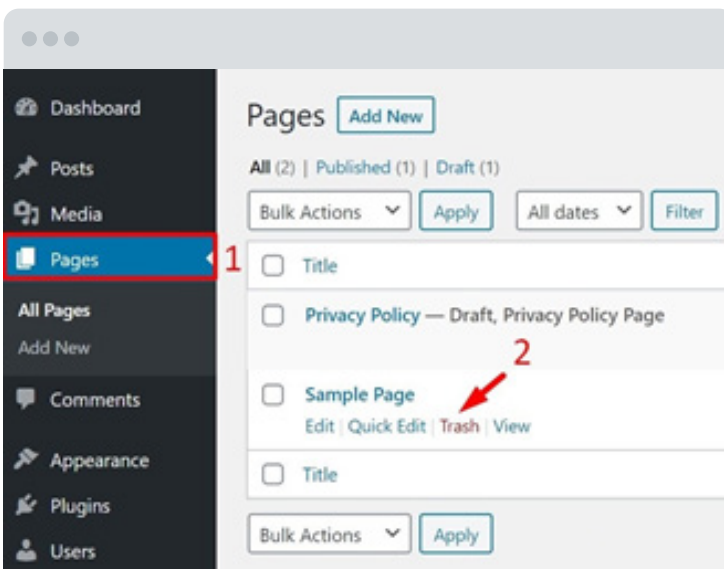 Dashboard
Posts
Media
Pages
1
All Pages
Add New
Comments
Appearance
Plugins
Users
Pages Add New
All (2) | Published (1) | Draft (1)
Bulk Actions Apply All dates Filter
Title
Privacy Policy — Draft, Privacy Policy Page
2
Sample Page
Edit | Quick Edit | Trash | View
Title
Bulk Actions Apply